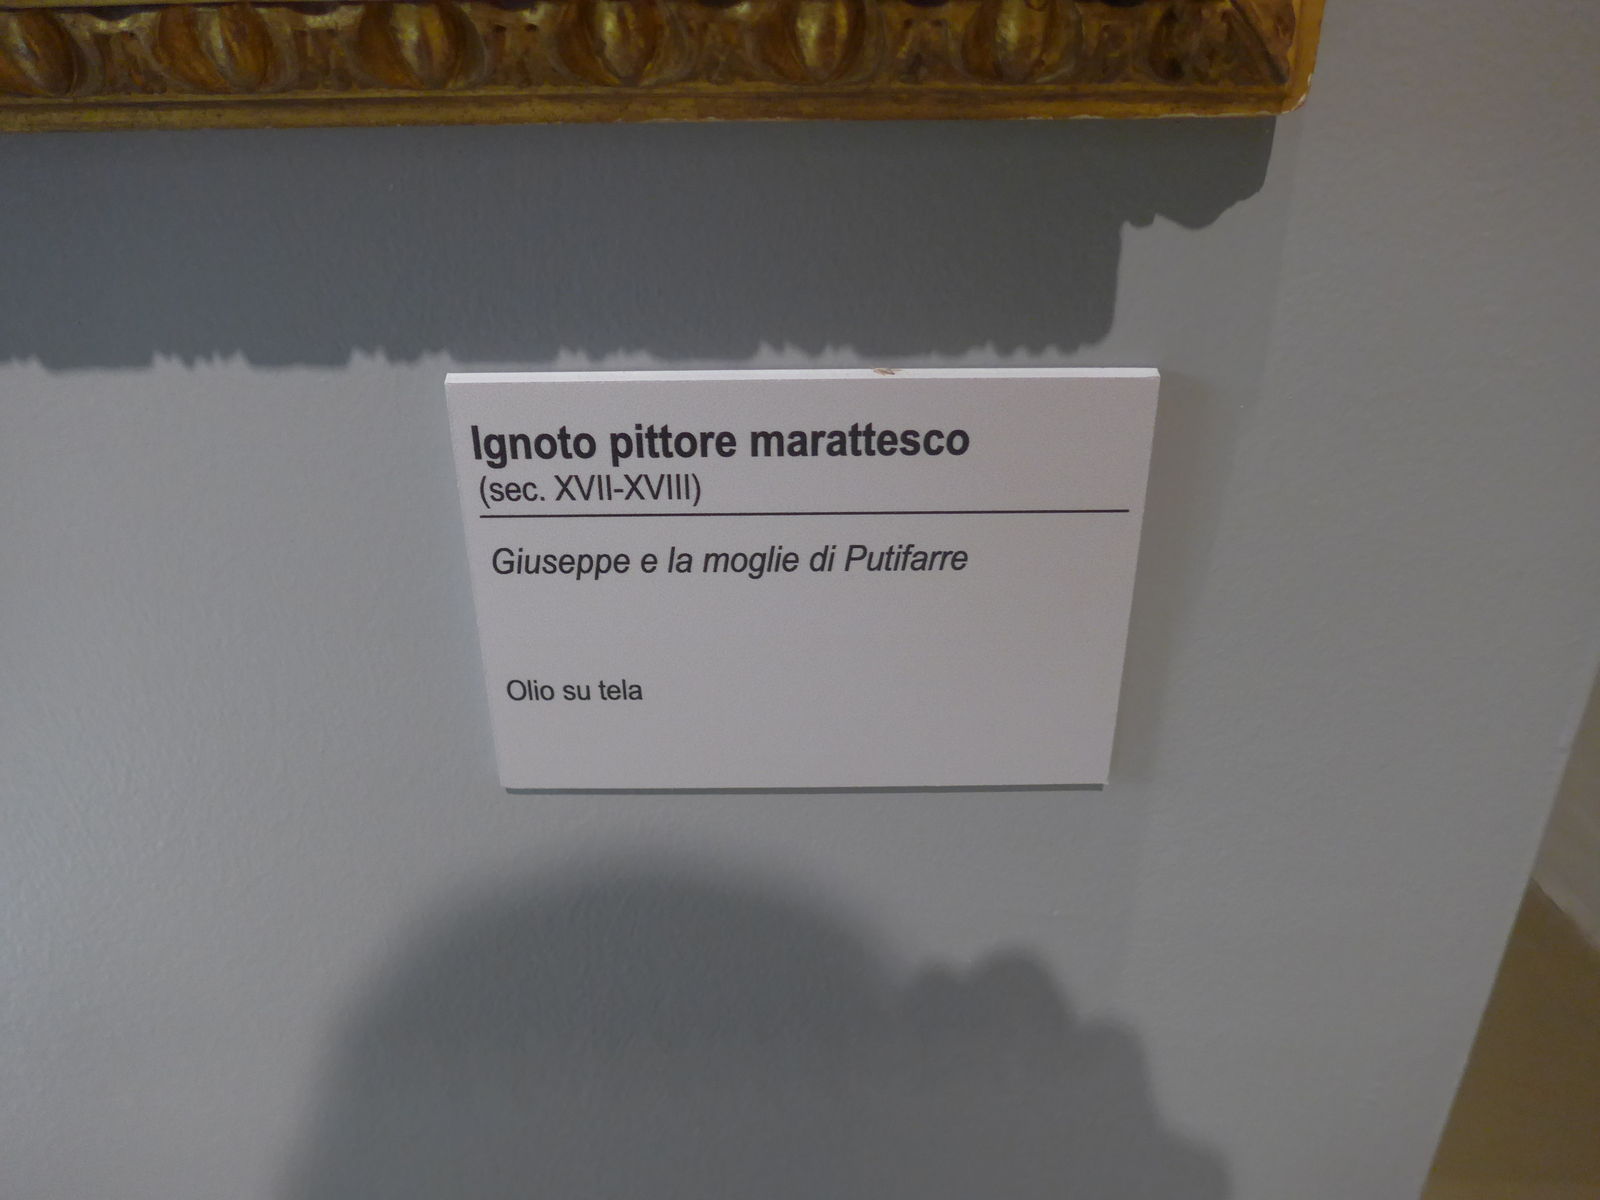 Ignoto pittore marattesco
(sec. XVII-XVIII)
Giuseppe e la moglie di Putifarre
Olio su tela